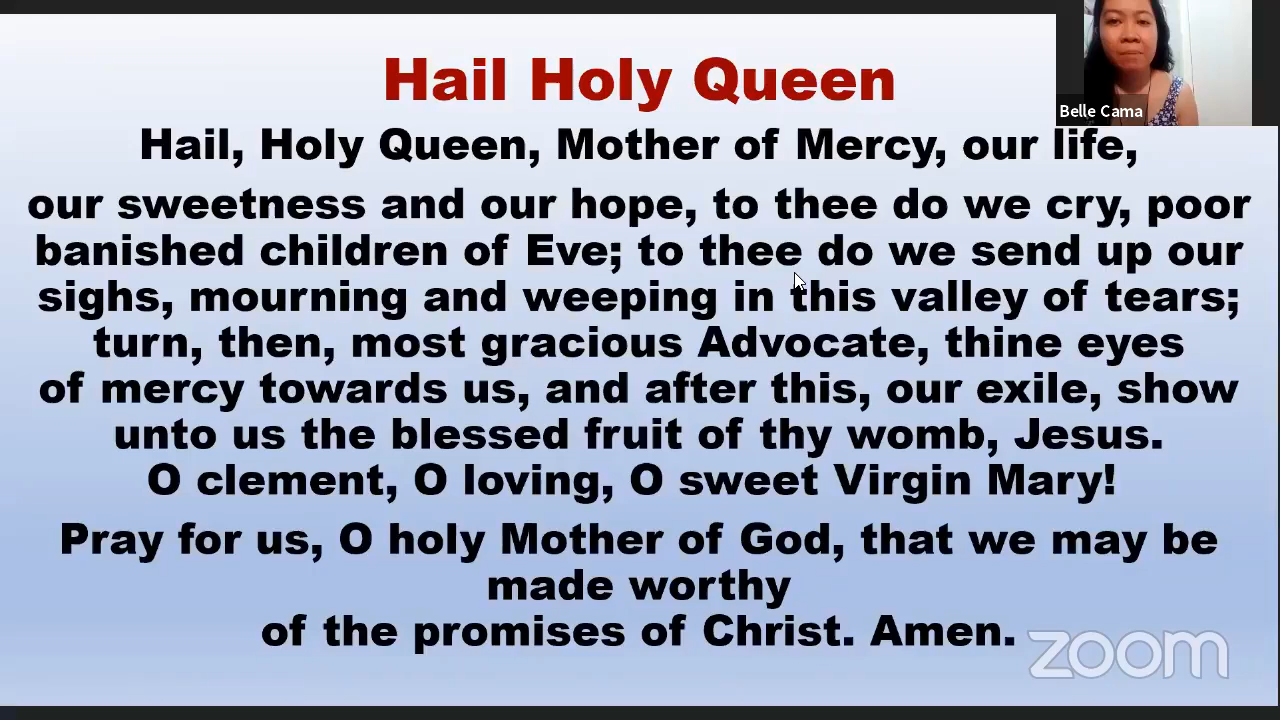 Hail Holy Queen
Belle Cama
Hail, Holy Queen, Mother of Mercy, our life,
our sweetness and our hope, to thee do we cry, poor
banished children of Eve; to thee do we send up our
sighs, mourning and weeping in this valley of tears;
turn, then, most gracious Advocate, thine eyes
of mercy towards us, and after this, our exile, show
unto us the blessed fruit of thy womb, Jesus.
O clement, O loving, O sweet Virgin Mary!
Pray for us, O holy Mother of God, that we may be
made worthy
of the promises of Christ. Amen.
zoom